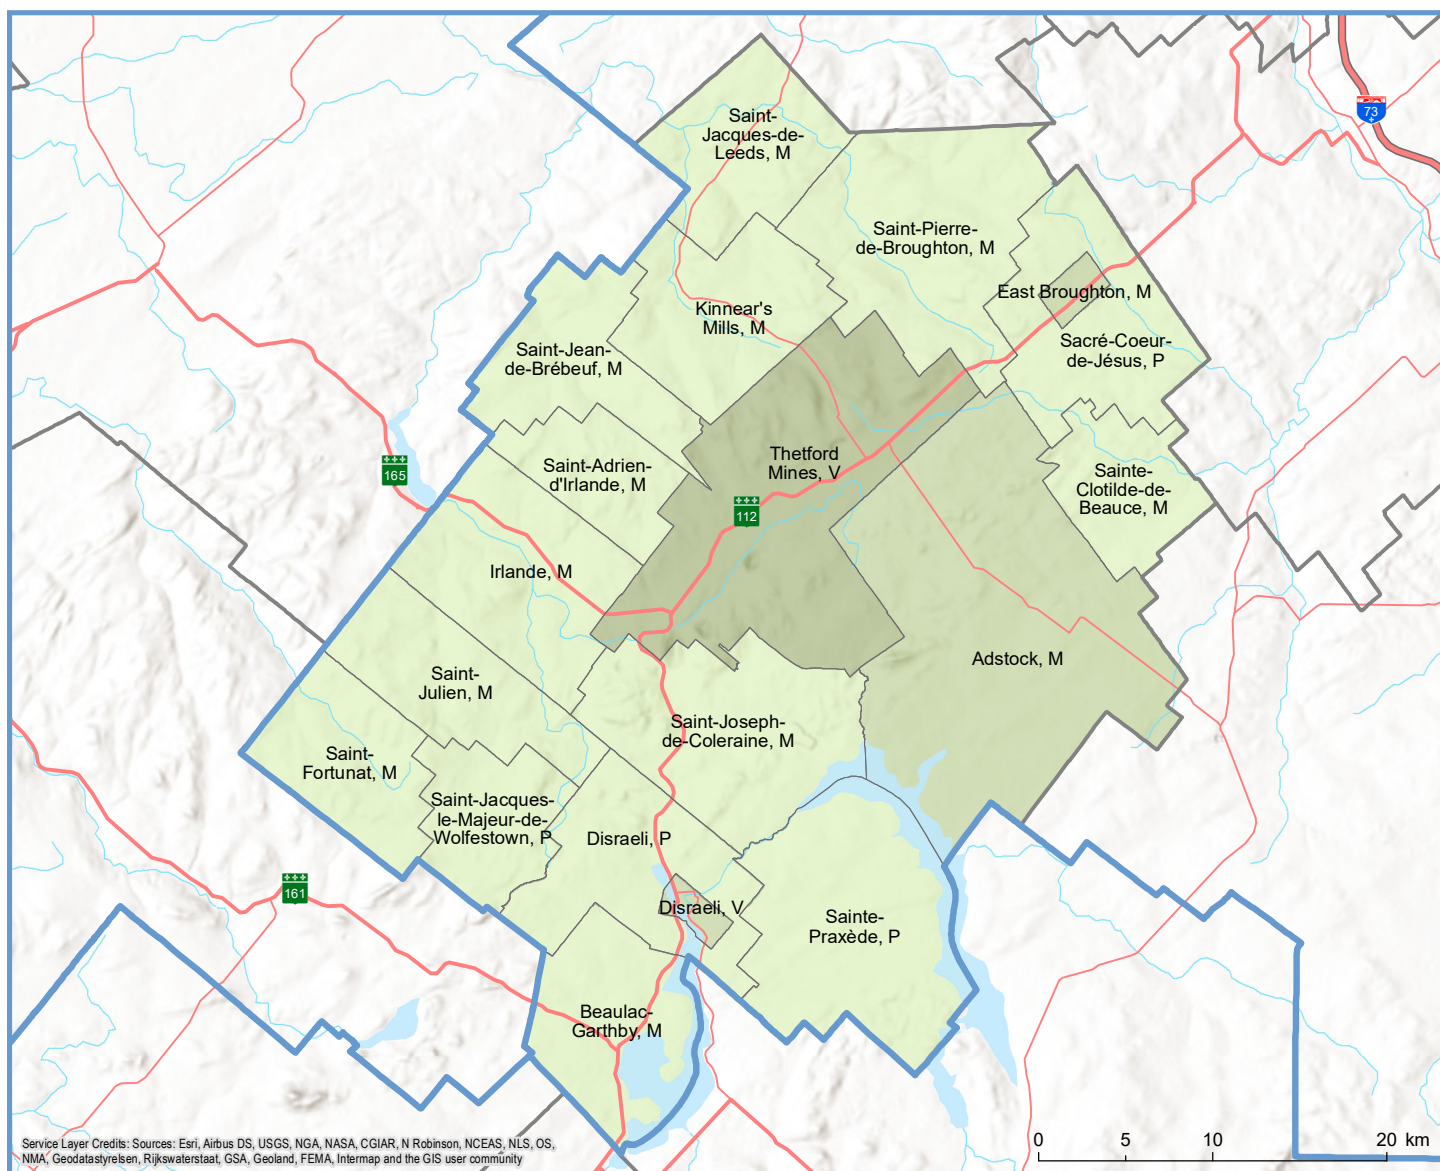 73
Saint-
Jacques-de-
Leeds, M
Saint-Pierre-
de-Broughton, M
East Broughton, M
Kinnear's
Mills, M
Sacré-Coeur-
de-Jésus, P
Saint-Jean-
de-Brébeuf, M
Thetford
Mines, V
Saint-Adrien-
d'Irlande, M
165
Sainte-
Clotilde-de-
Beauce, M
112
Irlande, M
Adstock, M
Saint-
Julien, M
Saint-Joseph-
de-Coleraine, M
Saint-
Fortunat, M
Saint-Jacques-
le-Majeur-de-
Wolfestown, P
Disraeli, P
161
Disraeli, V
Sainte-
Praxède, P
Beaulac-
Garthby, M
Service Layer Credits: Sources: Esri, Airbus DS, USGS, NGA, NASA, CGIAR, N Robinson, NCEAS, NLS, OS,
NMA, Geodatastyrelsen, Rijkswaterstaat, GSA, Geoland, FEMA, Intermap and the GIS user community
0 5 10 20 km